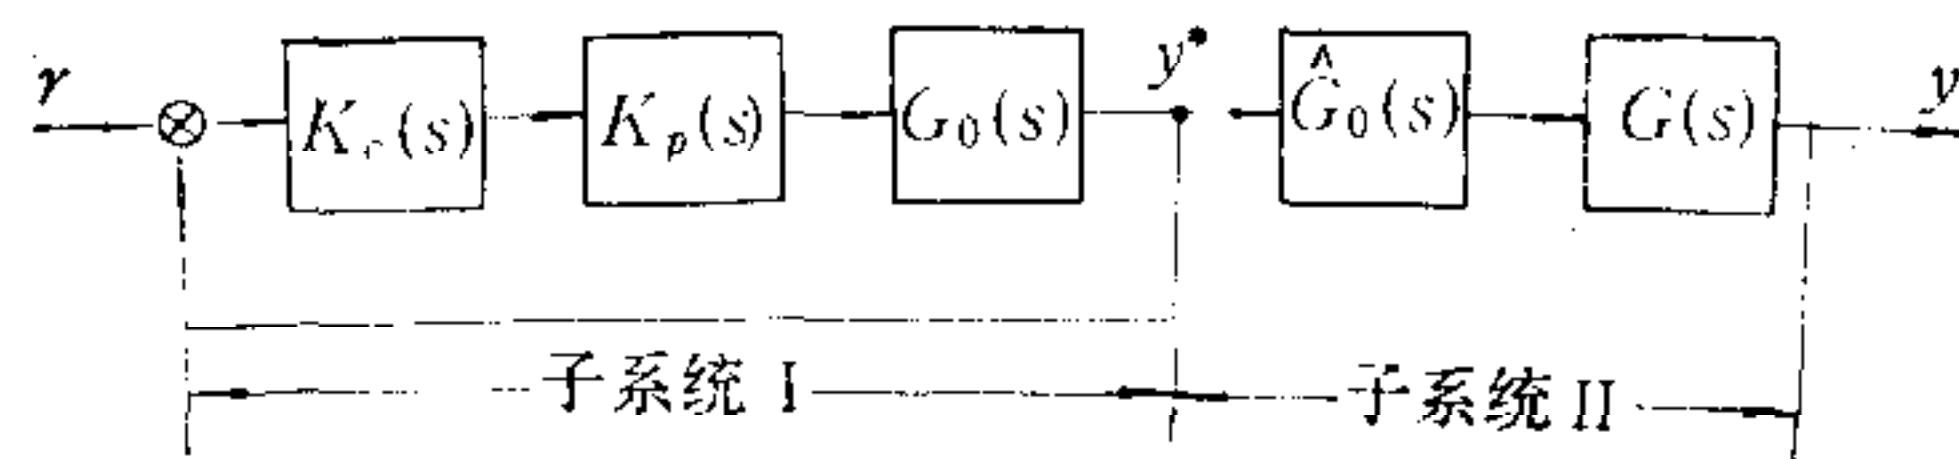 r K_c(s) K_p(s) G_0(s) y* Ĝ_0(s) G(s) y
子系统 I 子系统 II